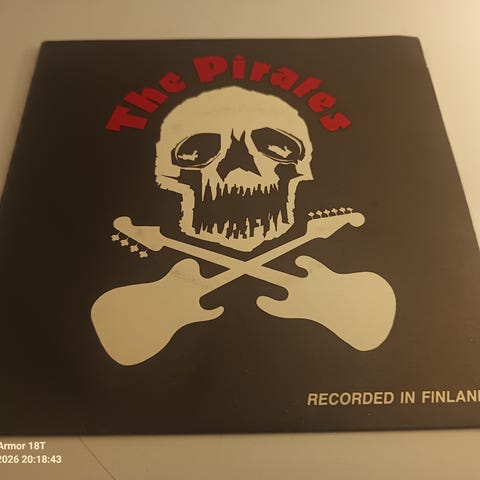 The Pirates
RECORDED IN FINLAN
Armor 18T
2026 20:18:43